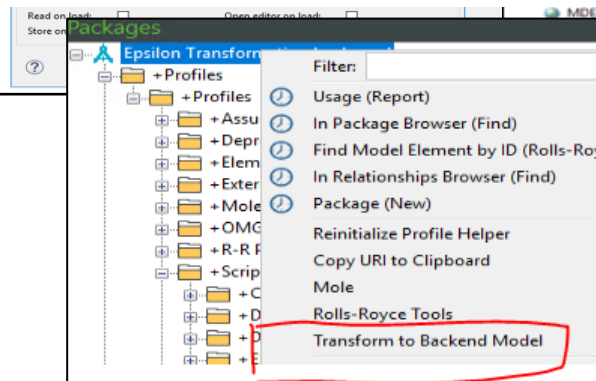 Read on load:
Open editor on load:
Store on
MDE
Packages
Epsilon Transform
+Profiles
+Profiles
+Assu
+Depr
+Elem
+Exter
+Mole
+OMG
+R-R P
+Scrip
+C
+D
+D
+E
Filter:
Usage (Report)
In Package Browser (Find)
Find Model Element by ID (Rolls-Roy
In Relationships Browser (Find)
Package (New)
Reinitialize Profile Helper
Copy URI to Clipboard
Mole
Rolls-Royce Tools
Transform to Backend Model